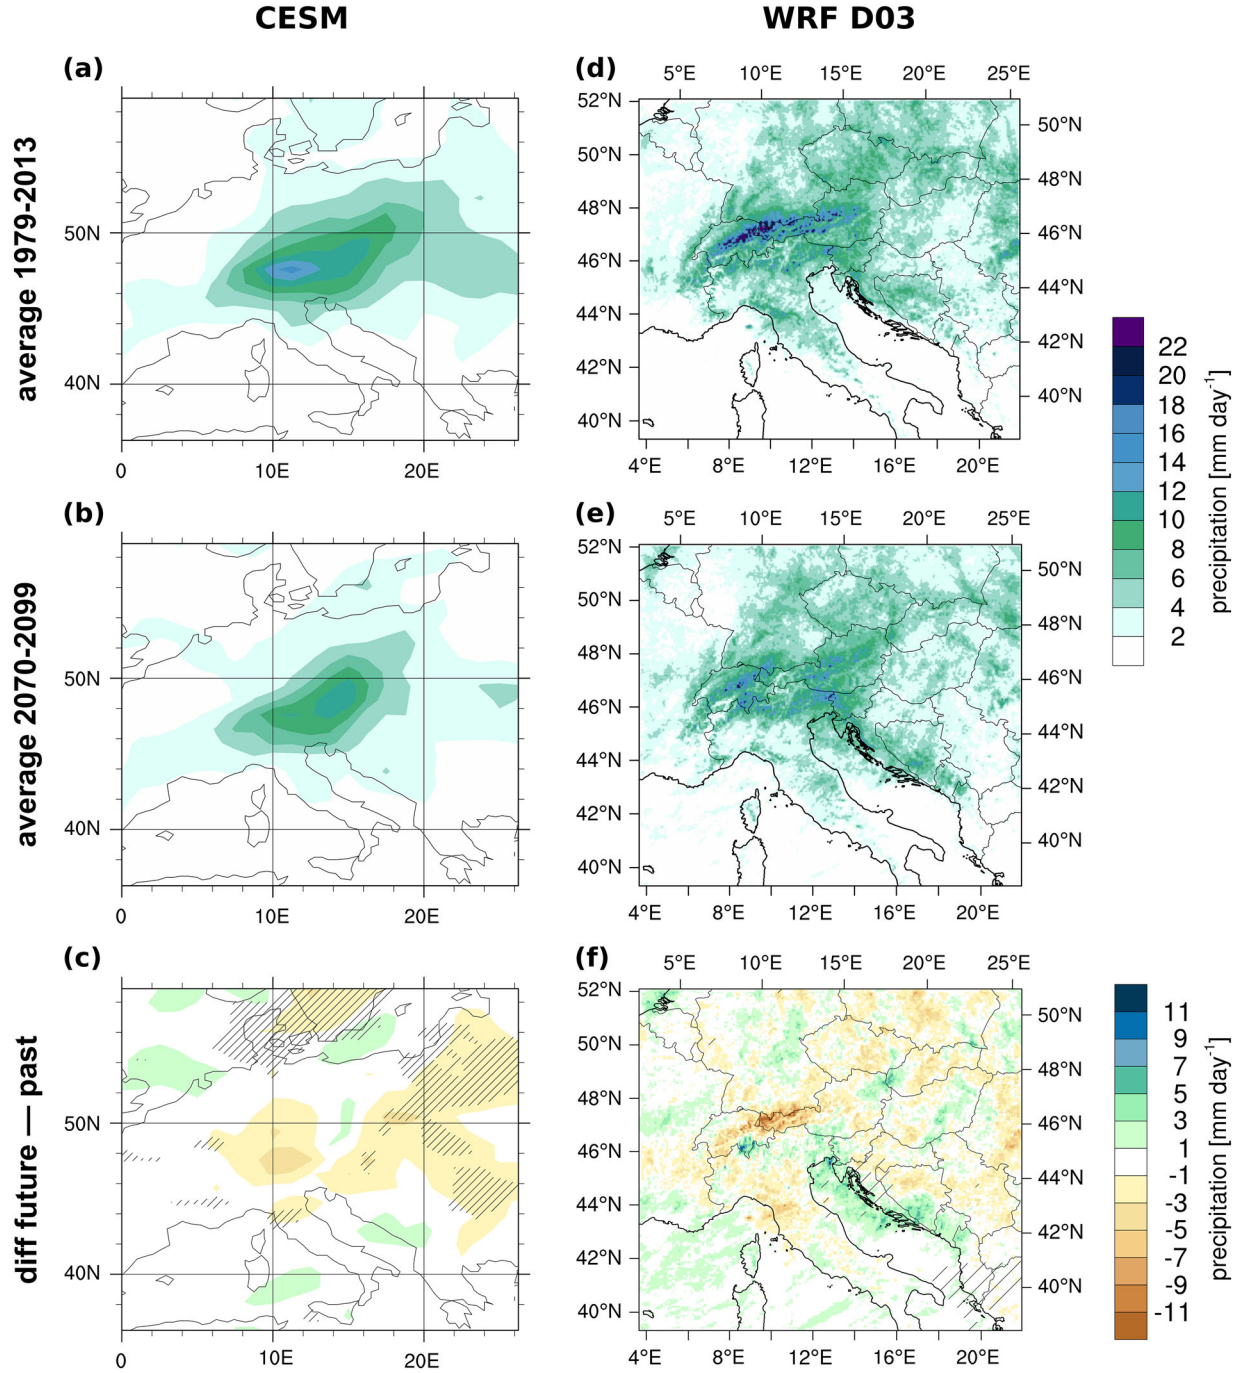 CESM
WRF D03
(a)
(d)
average 1979-2013
50N
40N
0
10E
20E
5°E
10°E
15°E
20°E
25°E
52°N
50°N
48°N
46°N
44°N
42°N
40°N
50°N
48°N
46°N
44°N
42°N
40°N
4°E
8°E
12°E
16°E
20°E
(b)
(e)
average 2070-2099
50N
40N
0
10E
20E
5°E
10°E
15°E
20°E
25°E
52°N
50°N
48°N
46°N
44°N
42°N
40°N
50°N
48°N
46°N
44°N
42°N
40°N
4°E
8°E
12°E
16°E
20°E
22
20
18
16
14
12
10
8
6
4
2
precipitation [mm day⁻¹]
(c)
(f)
diff future — past
50N
40N
0
10E
20E
5°E
10°E
15°E
20°E
25°E
52°N
50°N
48°N
46°N
44°N
42°N
40°N
50°N
48°N
46°N
44°N
42°N
40°N
4°E
8°E
12°E
16°E
20°E
11
9
7
5
3
1
-1
-3
-5
-7
-9
-11
precipitation [mm day⁻¹]